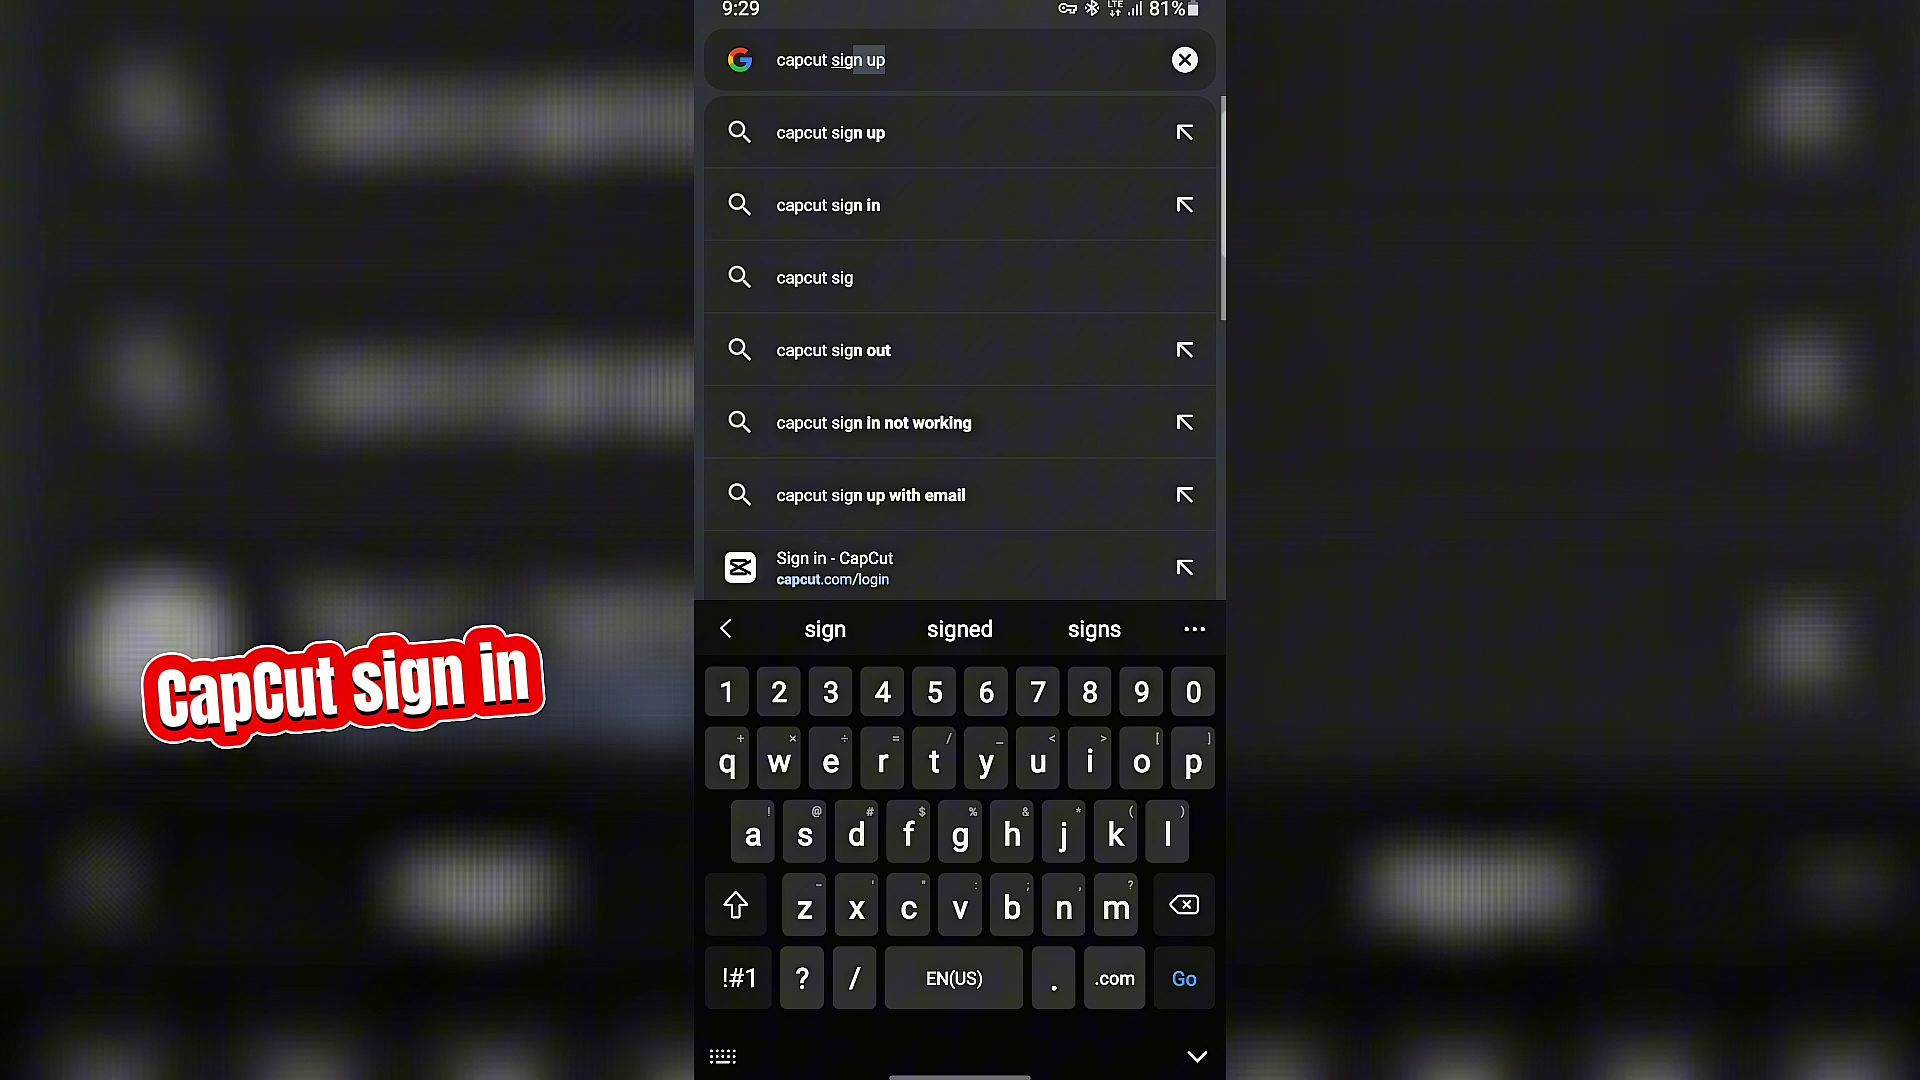 9:29
LTE
81%
capcut sign up
capcut sign up
capcut sign in
capcut sig
capcut sign out
capcut sign in not working
capcut sign up with email
Sign in - CapCut
capcut.com/login
sign signed signs
CapCut sign in
1 2 3 4 5 6 7 8 9 0
+ × ÷ = / _ < > [ ]
q w e r t y u i o p
! @ # $ % & * ( )
a s d f g h j k l
- ' " : ; , ?
z x c v b n m
!#1 ? / EN(US) . .com Go